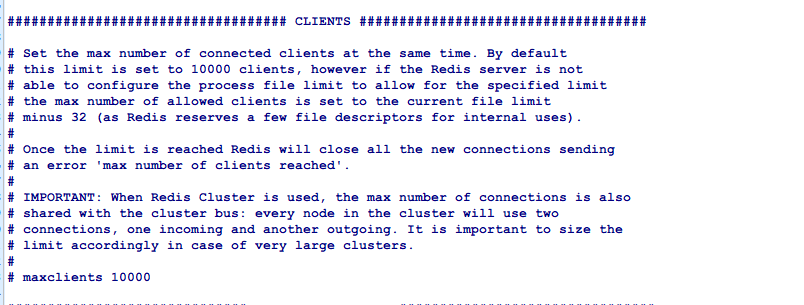 ################################### CLIENTS ####################################

# Set the max number of connected clients at the same time. By default
# this limit is set to 10000 clients, however if the Redis server is not
# able to configure the process file limit to allow for the specified limit
# the max number of allowed clients is set to the current file limit
# minus 32 (as Redis reserves a few file descriptors for internal uses).
#
# Once the limit is reached Redis will close all the new connections sending
# an error 'max number of clients reached'.
#
# IMPORTANT: When Redis Cluster is used, the max number of connections is also
# shared with the cluster bus: every node in the cluster will use two
# connections, one incoming and another outgoing. It is important to size the
# limit accordingly in case of very large clusters.
#
# maxclients 10000